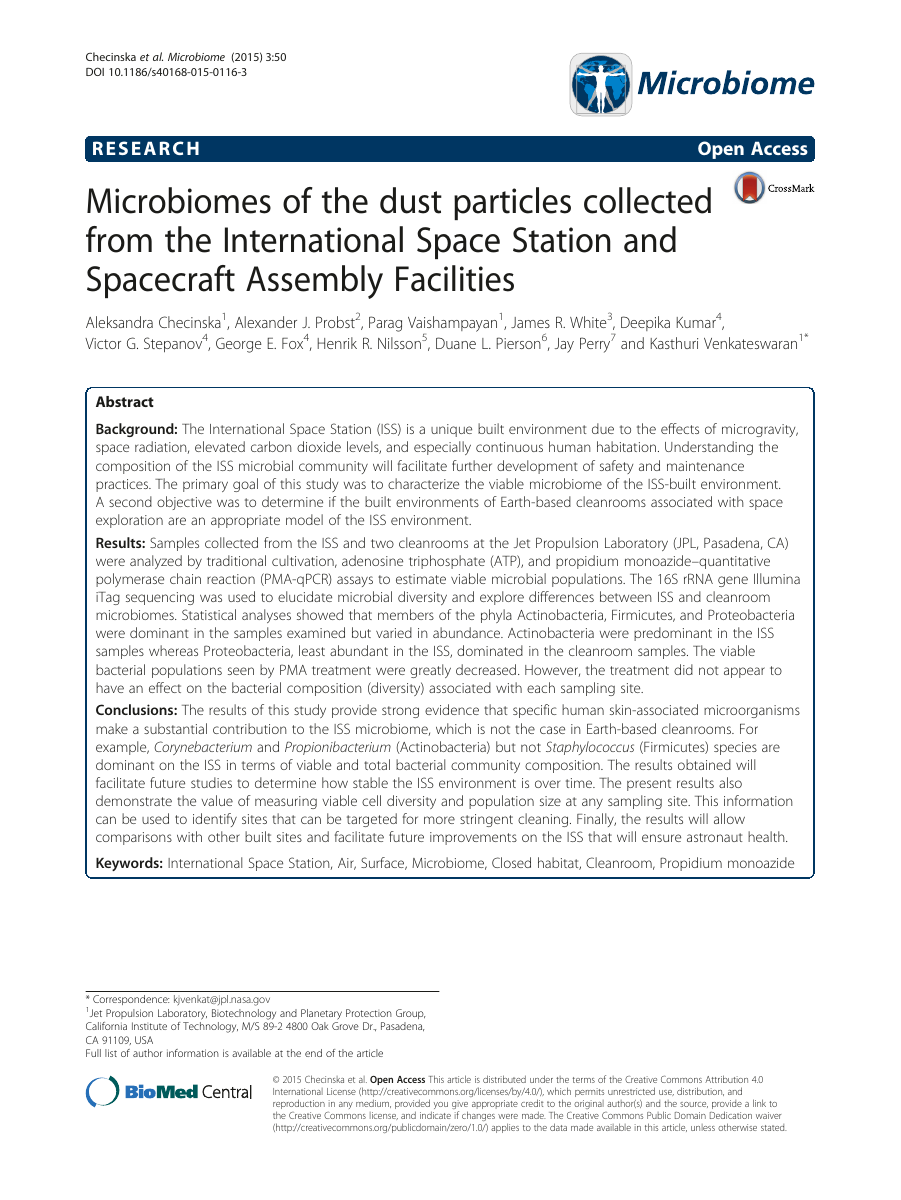 Checinska et al. Microbiome (2015) 3:50
DOI 10.1186/s40168-015-0116-3
Microbiome
RESEARCH
Open Access
CrossMark
Microbiomes of the dust particles collected
from the International Space Station and
Spacecraft Assembly Facilities
Aleksandra Checinska1, Alexander J. Probst2, Parag Vaishampayan1, James R. White3, Deepika Kumar4,
Victor G. Stepanov4, George E. Fox4, Henrik R. Nilsson5, Duane L. Pierson6, Jay Perry7 and Kasthuri Venkateswaran1*
Abstract
Background: The International Space Station (ISS) is a unique built environment due to the effects of microgravity,
space radiation, elevated carbon dioxide levels, and especially continuous human habitation. Understanding the
composition of the ISS microbial community will facilitate further development of safety and maintenance
practices. The primary goal of this study was to characterize the viable microbiome of the ISS-built environment.
A second objective was to determine if the built environments of Earth-based cleanrooms associated with space
exploration are an appropriate model of the ISS environment.
Results: Samples collected from the ISS and two cleanrooms at the Jet Propulsion Laboratory (JPL, Pasadena, CA)
were analyzed by traditional cultivation, adenosine triphosphate (ATP), and propidium monoazide–quantitative
polymerase chain reaction (PMA-qPCR) assays to estimate viable microbial populations. The 16S rRNA gene Illumina
iTag sequencing was used to elucidate microbial diversity and explore differences between ISS and cleanroom
microbiomes. Statistical analyses showed that members of the phyla Actinobacteria, Firmicutes, and Proteobacteria
were dominant in the samples examined but varied in abundance. Actinobacteria were predominant in the ISS
samples whereas Proteobacteria, least abundant in the ISS, dominated in the cleanroom samples. The viable
bacterial populations seen by PMA treatment were greatly decreased. However, the treatment did not appear to
have an effect on the bacterial composition (diversity) associated with each sampling site.
Conclusions: The results of this study provide strong evidence that specific human skin-associated microorganisms
make a substantial contribution to the ISS microbiome, which is not the case in Earth-based cleanrooms. For
example, Corynebacterium and Propionibacterium (Actinobacteria) but not Staphylococcus (Firmicutes) species are
dominant on the ISS in terms of viable and total bacterial community composition. The results obtained will
facilitate future studies to determine how stable the ISS environment is over time. The present results also
demonstrate the value of measuring viable cell diversity and population size at any sampling site. This information
can be used to identify sites that can be targeted for more stringent cleaning. Finally, the results will allow
comparisons with other built sites and facilitate future improvements on the ISS that will ensure astronaut health.
Keywords: International Space Station, Air, Surface, Microbiome, Closed habitat, Cleanroom, Propidium monoazide
* Correspondence: kjvenkat@jpl.nasa.gov
1Jet Propulsion Laboratory, Biotechnology and Planetary Protection Group,
California Institute of Technology, M/S 89-2 4800 Oak Grove Dr., Pasadena,
CA 91109, USA
Full list of author information is available at the end of the article
BioMed Central
© 2015 Checinska et al. Open Access This article is distributed under the terms of the Creative Commons Attribution 4.0
International License (http://creativecommons.org/licenses/by/4.0/), which permits unrestricted use, distribution, and
reproduction in any medium, provided you give appropriate credit to the original author(s) and the source, provide a link to
the Creative Commons license, and indicate if changes were made. The Creative Commons Public Domain Dedication waiver
(http://creativecommons.org/publicdomain/zero/1.0/) applies to the data made available in this article, unless otherwise stated.